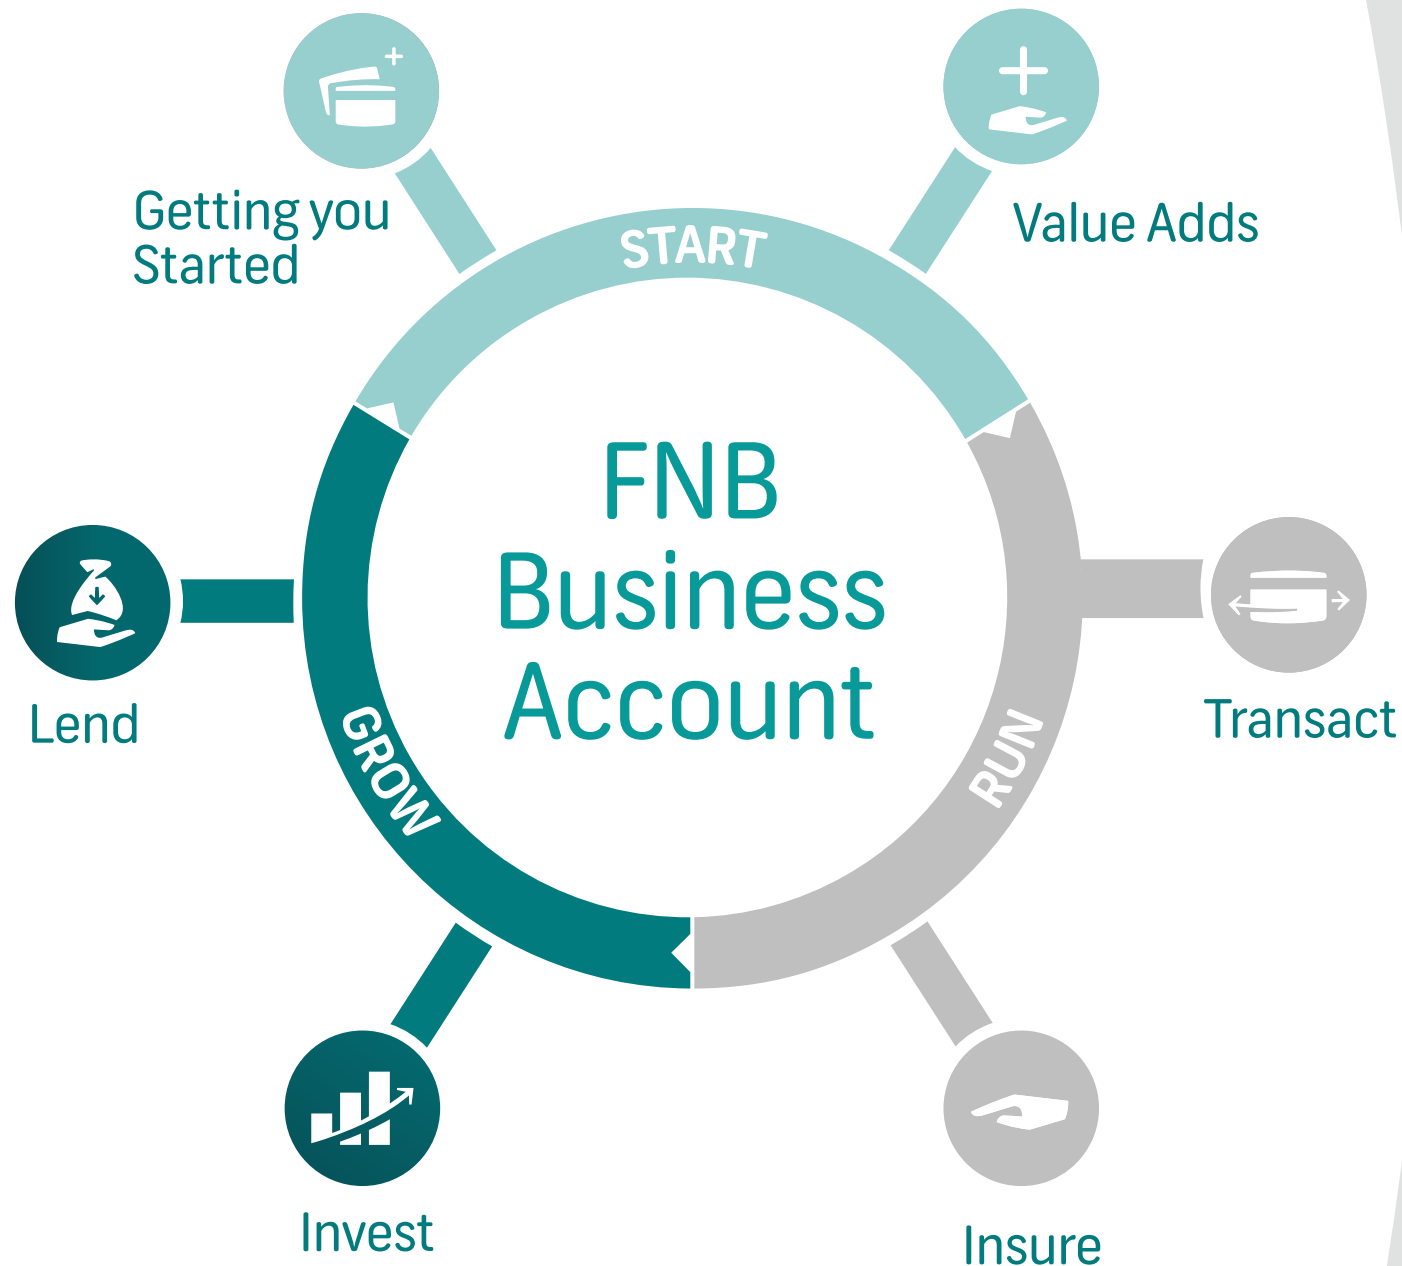 Getting you
Started
Value Adds
START
FNB
Business
Account
Lend
Transact
GROW
RUN
Invest
Insure